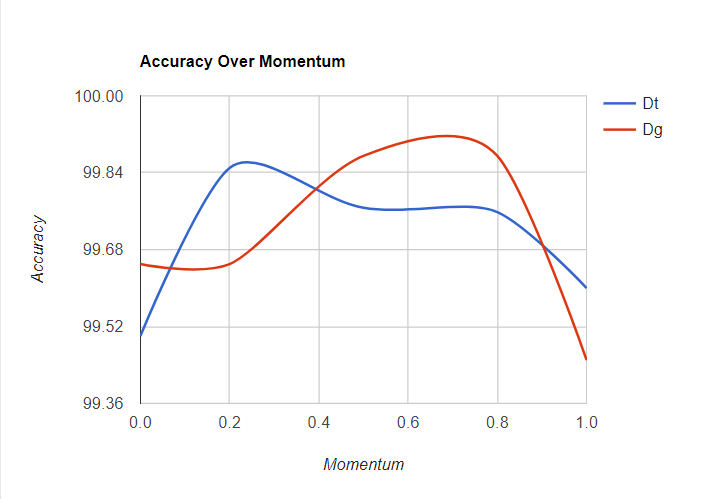 Accuracy Over Momentum
100.00
99.84
99.68
99.52
99.36
Accuracy
0.0 0.2 0.4 0.6 0.8 1.0
Momentum
Dt
Dg